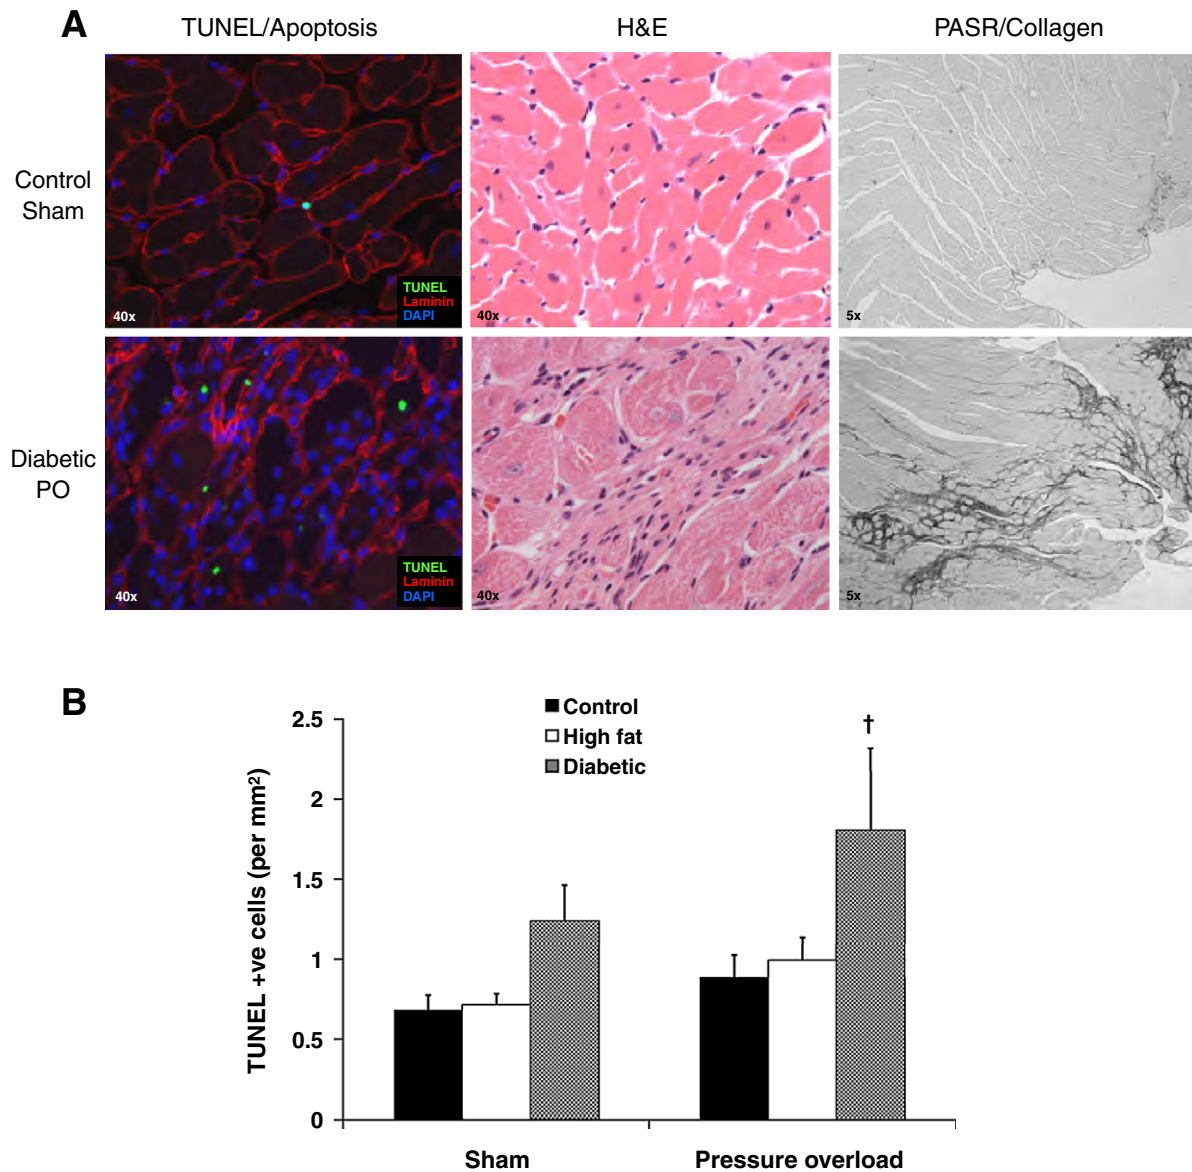 A
TUNEL/Apoptosis
H&E
PASR/Collagen
Control
Sham
TUNEL
Laminin
DAPI
40x
40x
5x
Diabetic
PO
TUNEL
Laminin
DAPI
40x
40x
5x
B
Control
High fat
Diabetic
†
TUNEL +ve cells (per mm²)
2.5
2
1.5
1
0.5
0
Sham
Pressure overload